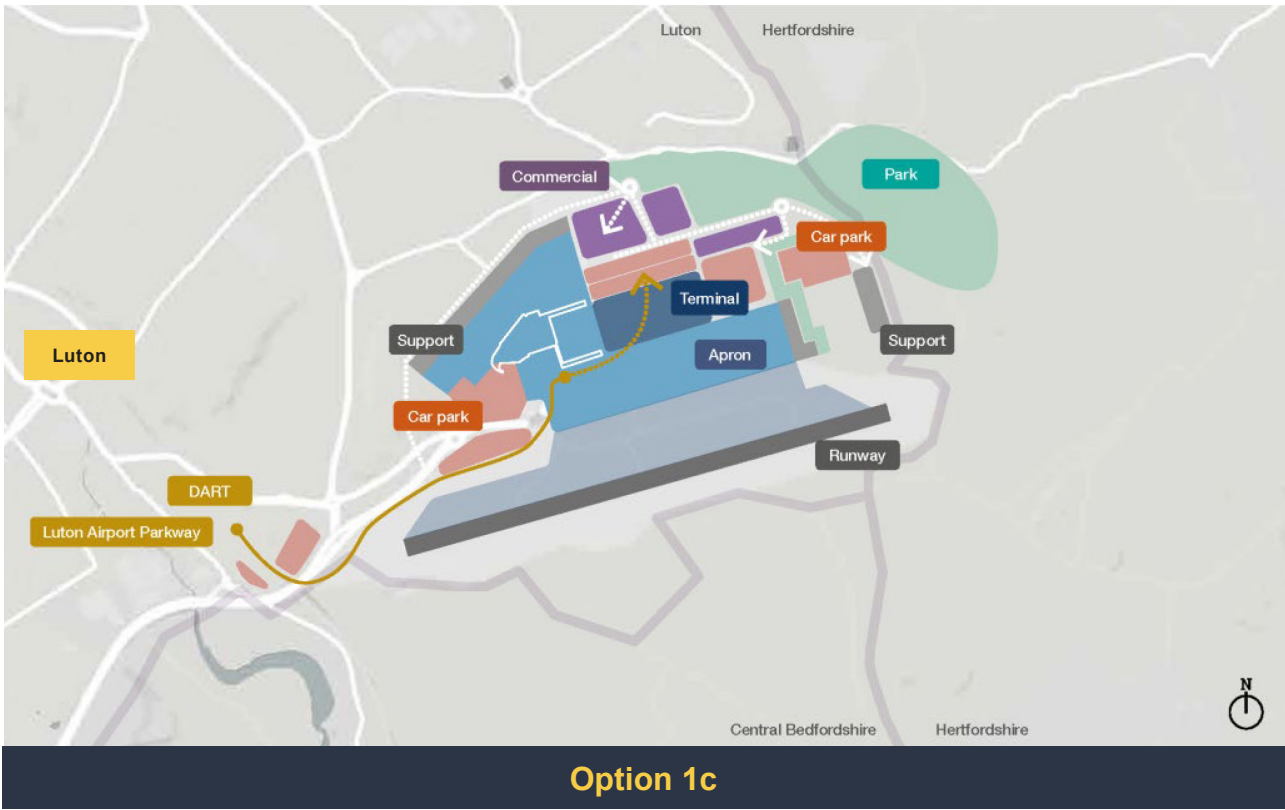 Luton
Hertfordshire
Commercial
Park
Car park
Terminal
Support
Support
Luton
Apron
Car park
Runway
DART
Luton Airport Parkway
N
Central Bedfordshire
Hertfordshire
Option 1c